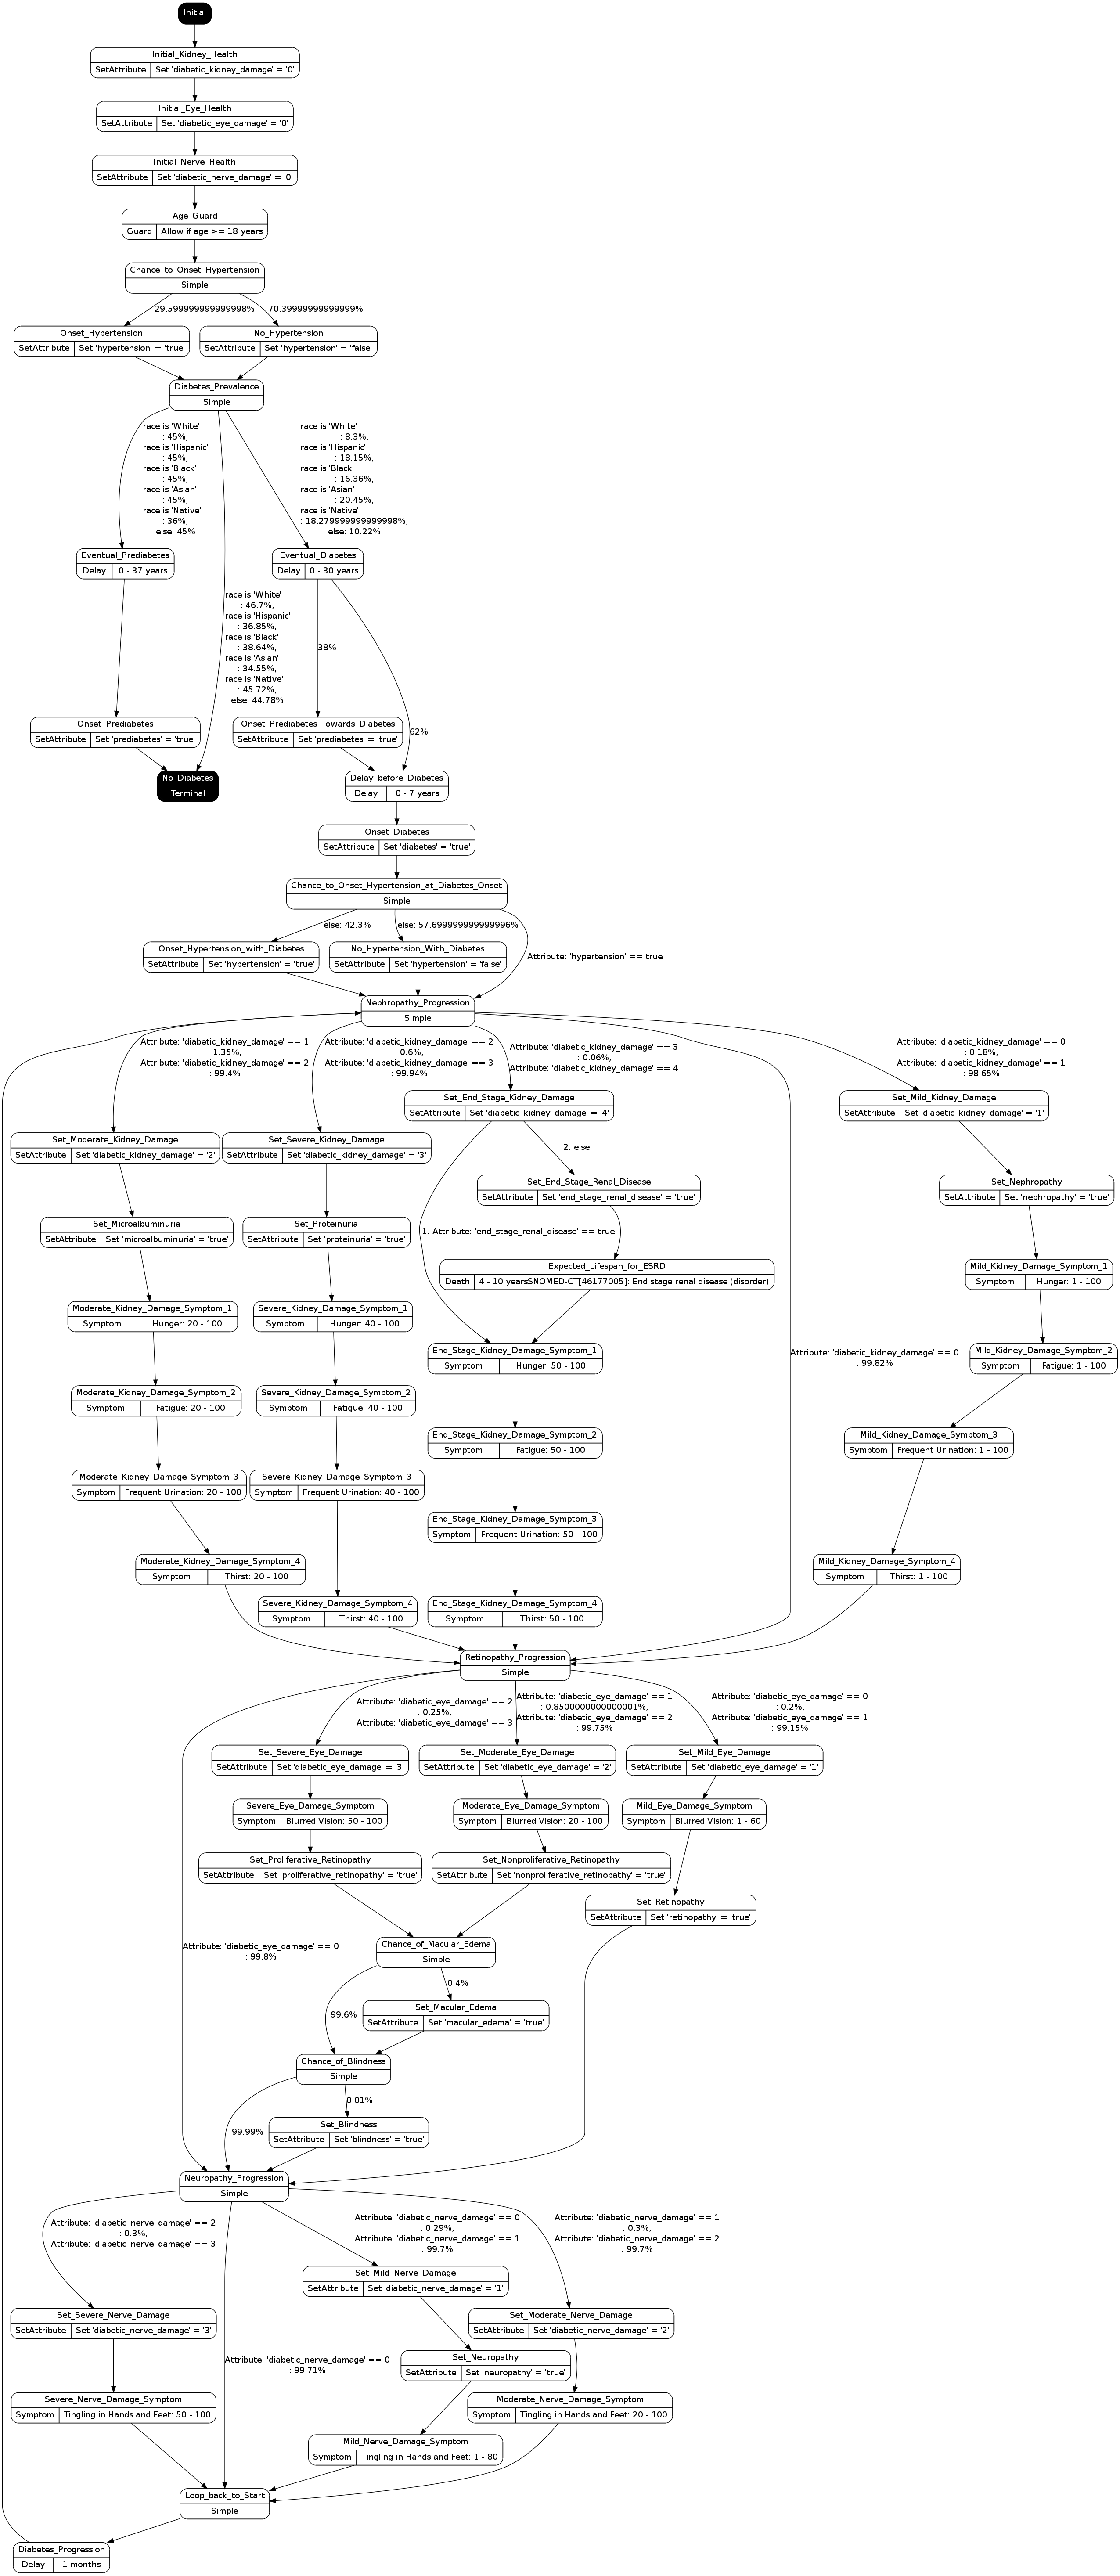 Initial
Initial_Kidney_Health
SetAttribute Set 'diabetic_kidney_damage' = '0'
Initial_Eye_Health
SetAttribute Set 'diabetic_eye_damage' = '0'
Initial_Nerve_Health
SetAttribute Set 'diabetic_nerve_damage' = '0'
Age_Guard
Guard Allow if age >= 18 years
Chance_to_Onset_Hypertension
Simple
29.599999999999998%
70.39999999999999%
Onset_Hypertension
SetAttribute Set 'hypertension' = 'true'
No_Hypertension
SetAttribute Set 'hypertension' = 'false'
Diabetes_Prevalence
Simple
race is 'White'
: 45%,
race is 'Hispanic'
: 45%,
race is 'Black'
: 45%,
race is 'Asian'
: 45%,
race is 'Native'
: 36%,
else: 45%
race is 'White'
: 8.3%,
race is 'Hispanic'
: 18.15%,
race is 'Black'
: 16.36%,
race is 'Asian'
: 20.45%,
race is 'Native'
: 18.279999999999998%,
else: 10.22%
Eventual_Prediabetes
Delay 0 - 37 years
Eventual_Diabetes
Delay 0 - 30 years
race is 'White'
: 46.7%,
race is 'Hispanic'
: 36.85%,
race is 'Black'
: 38.64%,
race is 'Asian'
: 34.55%,
race is 'Native'
: 45.72%,
else: 44.78%
38%
62%
Onset_Prediabetes
SetAttribute Set 'prediabetes' = 'true'
Onset_Prediabetes_Towards_Diabetes
SetAttribute Set 'prediabetes' = 'true'
No_Diabetes
Terminal
Delay_before_Diabetes
Delay 0 - 7 years
Onset_Diabetes
SetAttribute Set 'diabetes' = 'true'
Chance_to_Onset_Hypertension_at_Diabetes_Onset
Simple
else: 42.3%
else: 57.699999999999996%
Attribute: 'hypertension' == true
Onset_Hypertension_with_Diabetes
SetAttribute Set 'hypertension' = 'true'
No_Hypertension_With_Diabetes
SetAttribute Set 'hypertension' = 'false'
Nephropathy_Progression
Simple
Attribute: 'diabetic_kidney_damage' == 1
: 1.35%,
Attribute: 'diabetic_kidney_damage' == 2
: 99.4%
Attribute: 'diabetic_kidney_damage' == 2
: 0.6%,
Attribute: 'diabetic_kidney_damage' == 3
: 99.94%
Attribute: 'diabetic_kidney_damage' == 3
: 0.06%,
Attribute: 'diabetic_kidney_damage' == 4
Attribute: 'diabetic_kidney_damage' == 0
: 0.18%,
Attribute: 'diabetic_kidney_damage' == 1
: 98.65%
Set_End_Stage_Kidney_Damage
SetAttribute Set 'diabetic_kidney_damage' = '4'
Set_Mild_Kidney_Damage
SetAttribute Set 'diabetic_kidney_damage' = '1'
Set_Moderate_Kidney_Damage
SetAttribute Set 'diabetic_kidney_damage' = '2'
Set_Severe_Kidney_Damage
SetAttribute Set 'diabetic_kidney_damage' = '3'
2. else
Set_End_Stage_Renal_Disease
SetAttribute Set 'end_stage_renal_disease' = 'true'
Set_Nephropathy
SetAttribute Set 'nephropathy' = 'true'
Set_Microalbuminuria
SetAttribute Set 'microalbuminuria' = 'true'
Set_Proteinuria
SetAttribute Set 'proteinuria' = 'true'
1. Attribute: 'end_stage_renal_disease' == true
Expected_Lifespan_for_ESRD
Death 4 - 10 yearsSNOMED-CT[46177005]: End stage renal disease (disorder)
Mild_Kidney_Damage_Symptom_1
Symptom Hunger: 1 - 100
Moderate_Kidney_Damage_Symptom_1
Symptom Hunger: 20 - 100
Severe_Kidney_Damage_Symptom_1
Symptom Hunger: 40 - 100
End_Stage_Kidney_Damage_Symptom_1
Symptom Hunger: 50 - 100
Attribute: 'diabetic_kidney_damage' == 0
: 99.82%
Mild_Kidney_Damage_Symptom_2
Symptom Fatigue: 1 - 100
Moderate_Kidney_Damage_Symptom_2
Symptom Fatigue: 20 - 100
Severe_Kidney_Damage_Symptom_2
Symptom Fatigue: 40 - 100
End_Stage_Kidney_Damage_Symptom_2
Symptom Fatigue: 50 - 100
Mild_Kidney_Damage_Symptom_3
Symptom Frequent Urination: 1 - 100
Moderate_Kidney_Damage_Symptom_3
Symptom Frequent Urination: 20 - 100
Severe_Kidney_Damage_Symptom_3
Symptom Frequent Urination: 40 - 100
End_Stage_Kidney_Damage_Symptom_3
Symptom Frequent Urination: 50 - 100
Moderate_Kidney_Damage_Symptom_4
Symptom Thirst: 20 - 100
Mild_Kidney_Damage_Symptom_4
Symptom Thirst: 1 - 100
Severe_Kidney_Damage_Symptom_4
Symptom Thirst: 40 - 100
End_Stage_Kidney_Damage_Symptom_4
Symptom Thirst: 50 - 100
Retinopathy_Progression
Simple
Attribute: 'diabetic_eye_damage' == 2
: 0.25%,
Attribute: 'diabetic_eye_damage' == 3
Attribute: 'diabetic_eye_damage' == 1
: 0.8500000000000001%,
Attribute: 'diabetic_eye_damage' == 2
: 99.75%
Attribute: 'diabetic_eye_damage' == 0
: 0.2%,
Attribute: 'diabetic_eye_damage' == 1
: 99.15%
Set_Severe_Eye_Damage
SetAttribute Set 'diabetic_eye_damage' = '3'
Set_Moderate_Eye_Damage
SetAttribute Set 'diabetic_eye_damage' = '2'
Set_Mild_Eye_Damage
SetAttribute Set 'diabetic_eye_damage' = '1'
Severe_Eye_Damage_Symptom
Symptom Blurred Vision: 50 - 100
Moderate_Eye_Damage_Symptom
Symptom Blurred Vision: 20 - 100
Mild_Eye_Damage_Symptom
Symptom Blurred Vision: 1 - 60
Set_Proliferative_Retinopathy
SetAttribute Set 'proliferative_retinopathy' = 'true'
Set_Nonproliferative_Retinopathy
SetAttribute Set 'nonproliferative_retinopathy' = 'true'
Set_Retinopathy
SetAttribute Set 'retinopathy' = 'true'
Attribute: 'diabetic_eye_damage' == 0
: 99.8%
Chance_of_Macular_Edema
Simple
0.4%
99.6%
Set_Macular_Edema
SetAttribute Set 'macular_edema' = 'true'
Chance_of_Blindness
Simple
0.01%
99.99%
Set_Blindness
SetAttribute Set 'blindness' = 'true'
Neuropathy_Progression
Simple
Attribute: 'diabetic_nerve_damage' == 2
: 0.3%,
Attribute: 'diabetic_nerve_damage' == 3
Attribute: 'diabetic_nerve_damage' == 0
: 0.29%,
Attribute: 'diabetic_nerve_damage' == 1
: 99.7%
Attribute: 'diabetic_nerve_damage' == 1
: 0.3%,
Attribute: 'diabetic_nerve_damage' == 2
: 99.7%
Set_Mild_Nerve_Damage
SetAttribute Set 'diabetic_nerve_damage' = '1'
Set_Severe_Nerve_Damage
SetAttribute Set 'diabetic_nerve_damage' = '3'
Set_Moderate_Nerve_Damage
SetAttribute Set 'diabetic_nerve_damage' = '2'
Attribute: 'diabetic_nerve_damage' == 0
: 99.71%
Set_Neuropathy
SetAttribute Set 'neuropathy' = 'true'
Severe_Nerve_Damage_Symptom
Symptom Tingling in Hands and Feet: 50 - 100
Moderate_Nerve_Damage_Symptom
Symptom Tingling in Hands and Feet: 20 - 100
Mild_Nerve_Damage_Symptom
Symptom Tingling in Hands and Feet: 1 - 80
Loop_back_to_Start
Simple
Diabetes_Progression
Delay 1 months